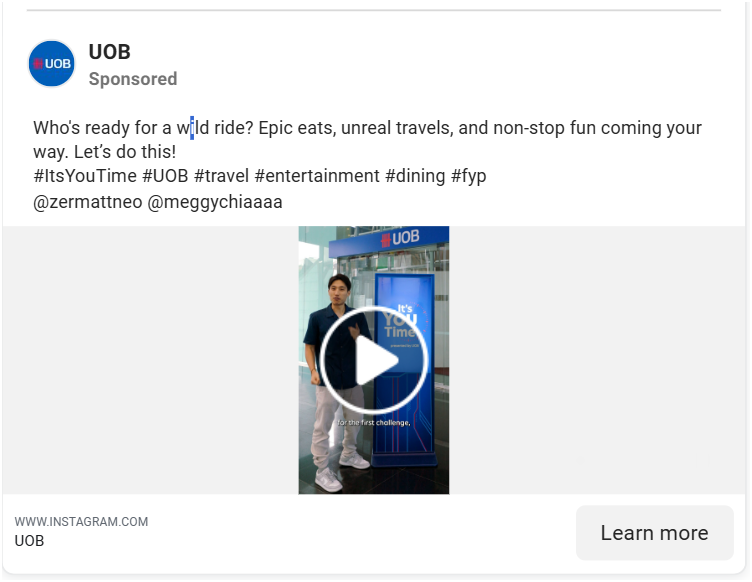 UOB
UOB
Sponsored
Who's ready for a wild ride? Epic eats, unreal travels, and non-stop fun coming your
way. Let’s do this!
#ItsYouTime #UOB #travel #entertainment #dining #fyp
@zermattneo @meggychiaaaa
UOB
It's
YOU
Time
for the first challenge,
WWW.INSTAGRAM.COM
UOB
Learn more